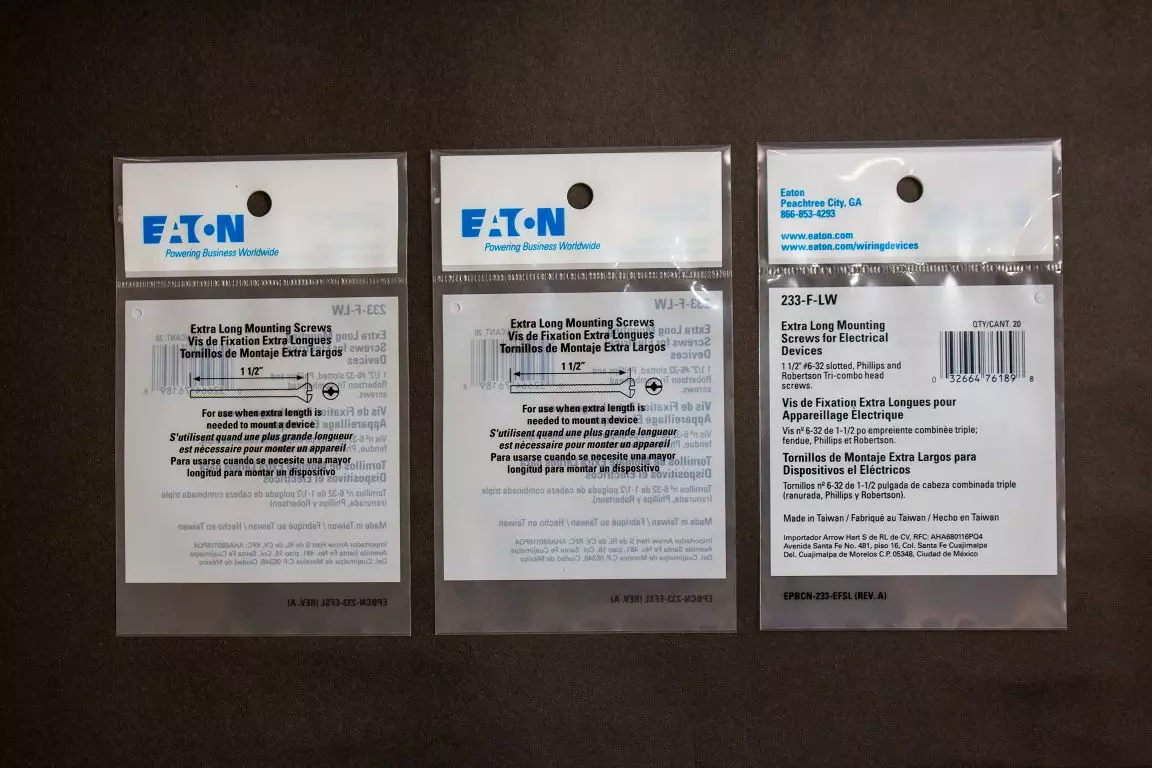 EATON
Powering Business Worldwide
Extra Long Mounting Screws
Vis de Fixation Extra Longues
Tornillos de Montaje Extra Largos
1 1/2"
For use when extra length is
needed to mount a device
S'utilisent quand une plus grande longueur
est nécessaire pour monter un appareil
Para usarse cuando se necesite una mayor
longitud para montar un dispositivo
EATON
Powering Business Worldwide
Extra Long Mounting Screws
Vis de Fixation Extra Longues
Tornillos de Montaje Extra Largos
1 1/2"
For use when extra length is
needed to mount a device
S'utilisent quand une plus grande longueur
est nécessaire pour monter un appareil
Para usarse cuando se necesite una mayor
longitud para montar un dispositivo
Eaton
Peachtree City, GA
866-853-4293
www.eaton.com
www.eaton.com/wiringdevices
233-F-LW
Extra Long Mounting
Screws for Electrical
Devices
1 1/2" #6-32 slotted, Phillips and
Robertson Tri-combo head
screws.
QTY/CANT. 20
0 32664 76189 8
Vis de Fixation Extra Longues pour
Appareillage Electrique
Vis nº 6-32 de 1-1/2 po empreinte combinée triple;
fendue, Phillips et Robertson.
Tornillos de Montaje Extra Largos para
Dispositivos el Eléctricos
Tornillos nº 6-32 de 1-1/2 pulgada de cabeza combinada triple
(ranurada, Phillips y Robertson).
Made in Taiwan / Fabriqué au Taiwan / Hecho en Taiwan
Importador Arrow Hart S de RL de CV, RFC: AHA680116PQ4
Avenida Santa Fe No. 481, piso 16, Col. Santa Fe Cuajimalpa
Del. Cuajimalpa de Morelos C.P. 05348, Ciudad de México
EPBCN-233-EFSL (REV. A)